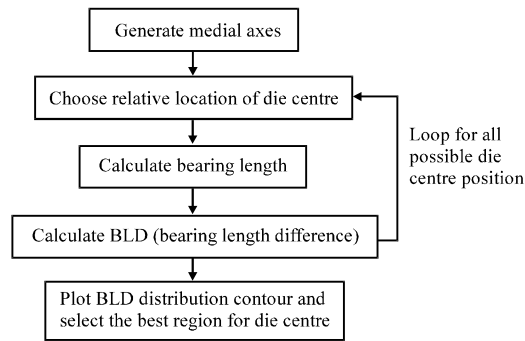 Generate medial axes
Choose relative location of die centre
Loop for all
possible die
centre position
Calculate bearing length
Calculate BLD (bearing length difference)
Plot BLD distribution contour and
select the best region for die centre